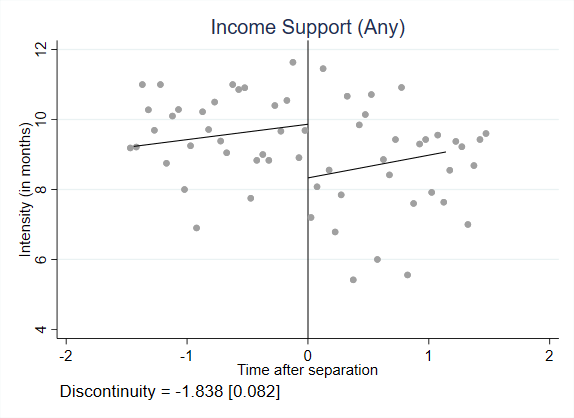 Income Support (Any)
Intensity (in months)
12
10
8
6
4
-2 -1 0 1 2
Time after separation
Discontinuity = -1.838 [0.082]